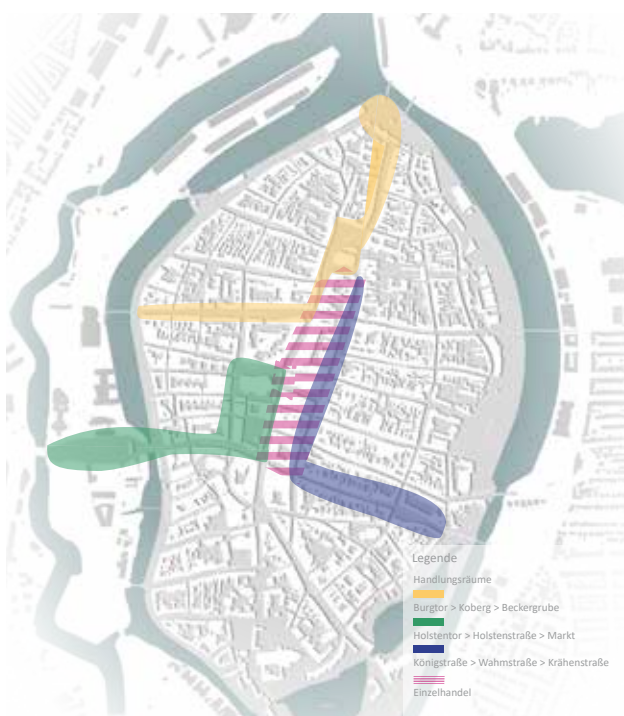 Legende
Handlungsräume
Burgtor > Koberg > Beckergrube
Holstentor > Holstenstraße > Markt
Königstraße > Wahmstraße > Krähenstraße
Einzelhandel